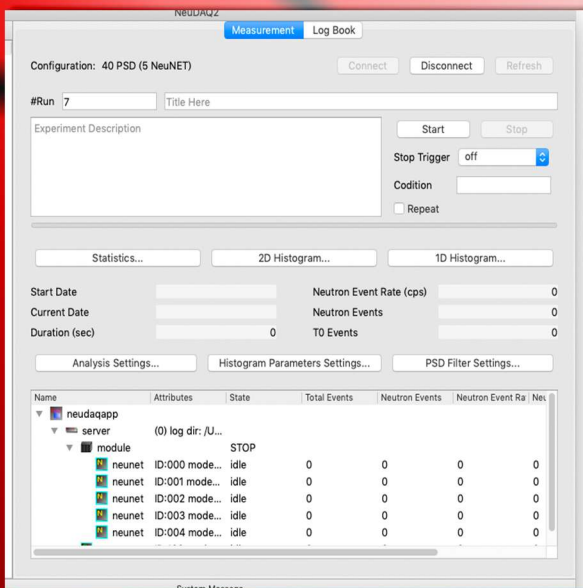 NeuDAQ2
Measurement Log Book
Configuration: 40 PSD (5 NeuNET) Connect Disconnect Refresh
#Run 7 Title Here
Experiment Description
Start Stop
Stop Trigger off
Codition
Repeat
Statistics... 2D Histogram... 1D Histogram...
Start Date Neutron Event Rate (cps) 0
Current Date Neutron Events 0
Duration (sec) 0 T0 Events 0
Analysis Settings... Histogram Parameters Settings... PSD Filter Settings...
Name Attributes State Total Events Neutron Events Neutron Event Ra Neu
neudaqapp
server (0) log dir: /U...
module STOP
neunet ID:000 mode... idle 0 0 0 0
neunet ID:001 mode... idle 0 0 0 0
neunet ID:002 mode... idle 0 0 0 0
neunet ID:003 mode... idle 0 0 0 0
neunet ID:004 mode... idle 0 0 0 0
System Message